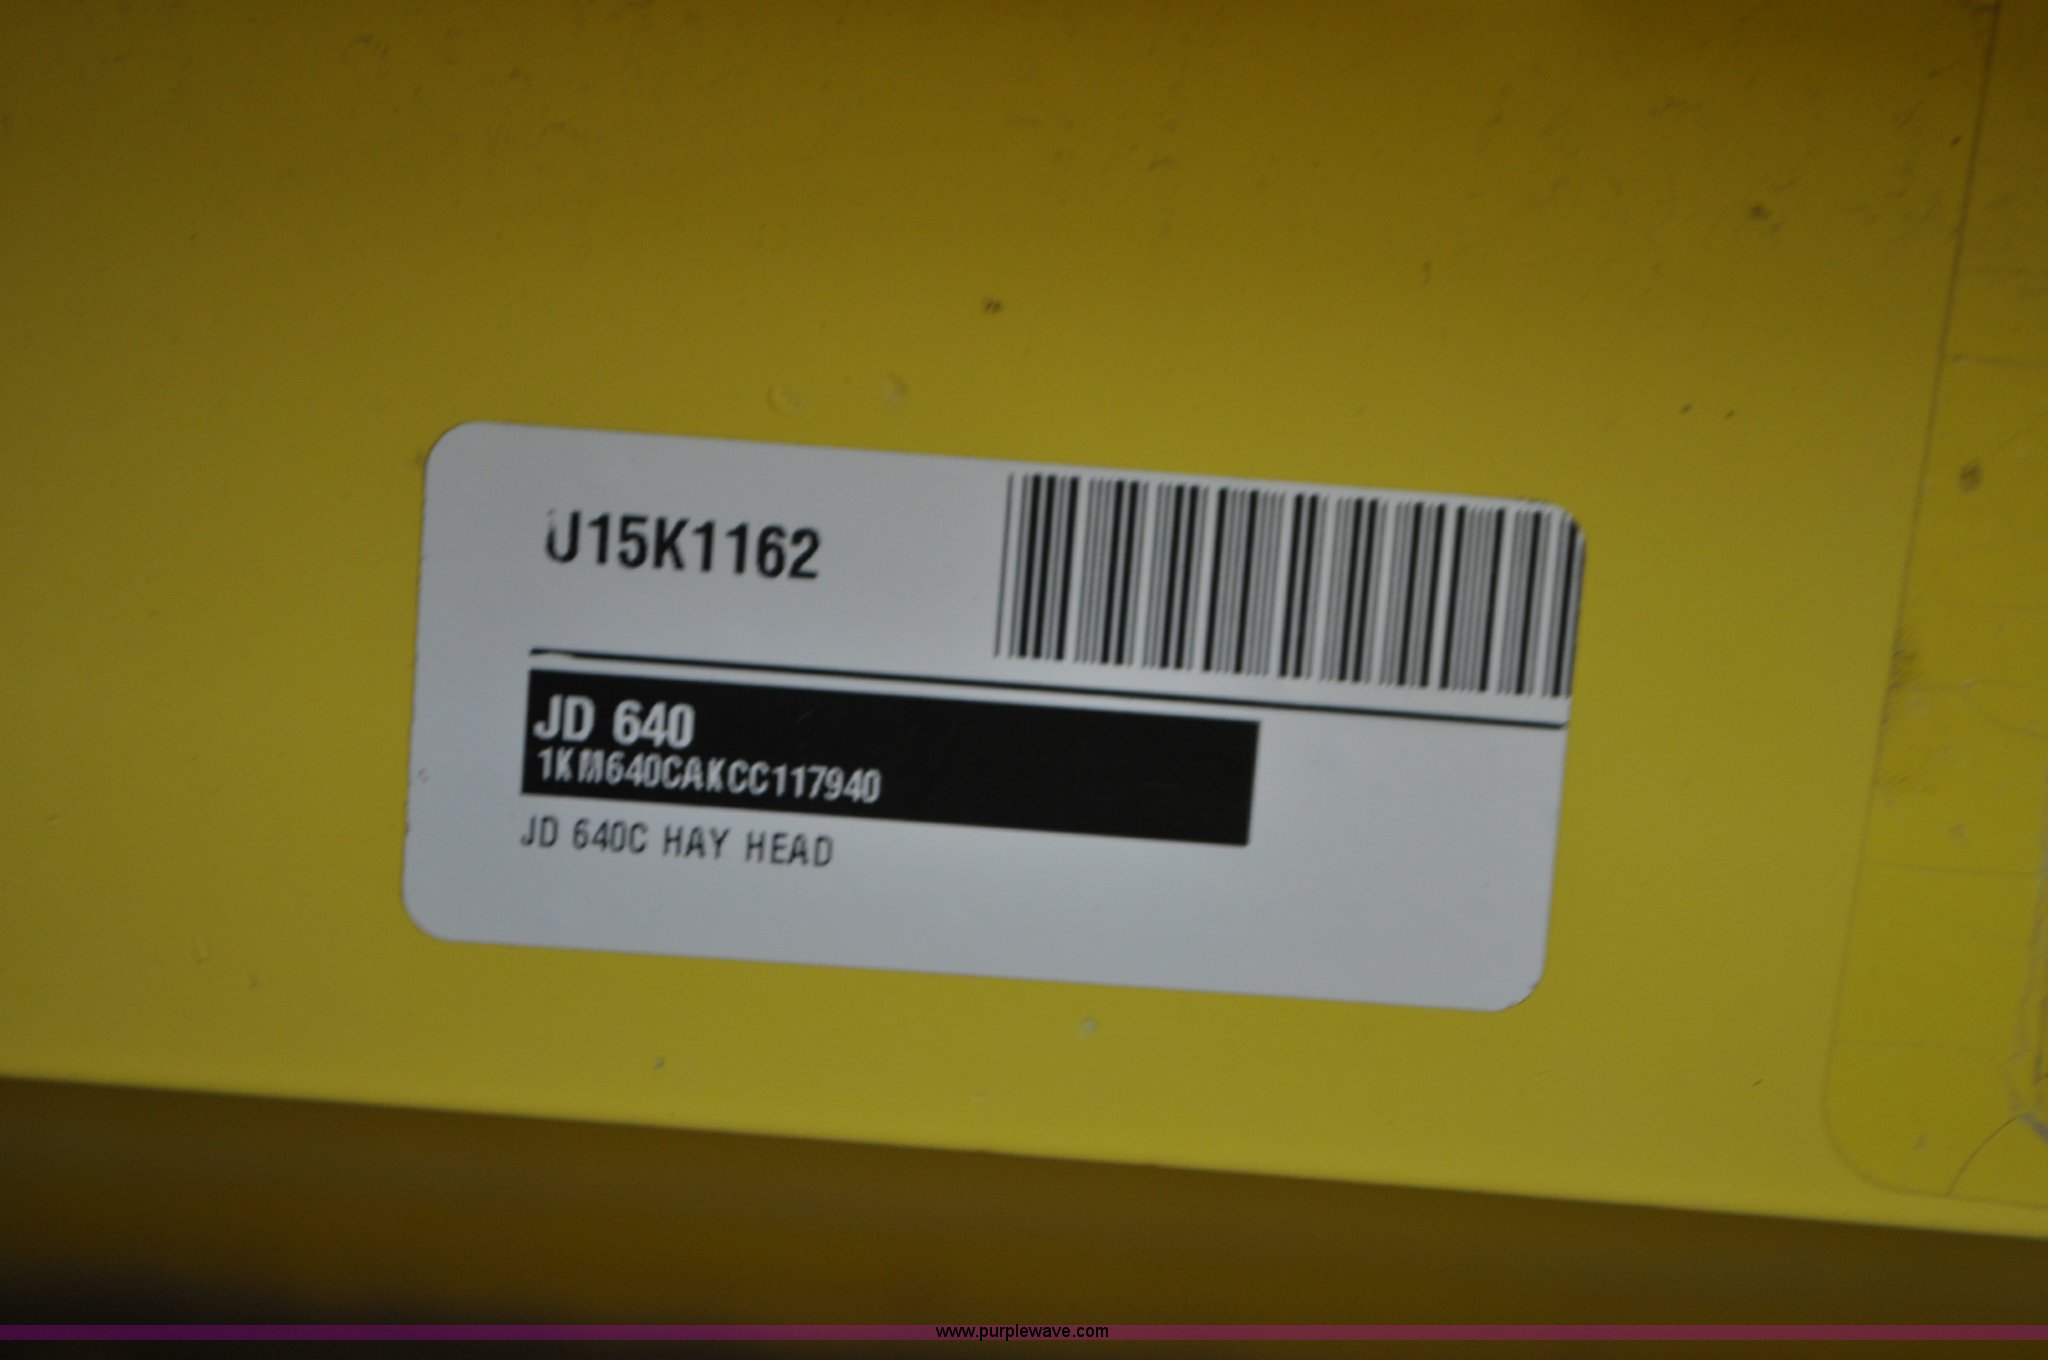 U15K1162
JD 640
1KM640CAKCC117940
JD 640C HAY HEAD
www.purplewave.com